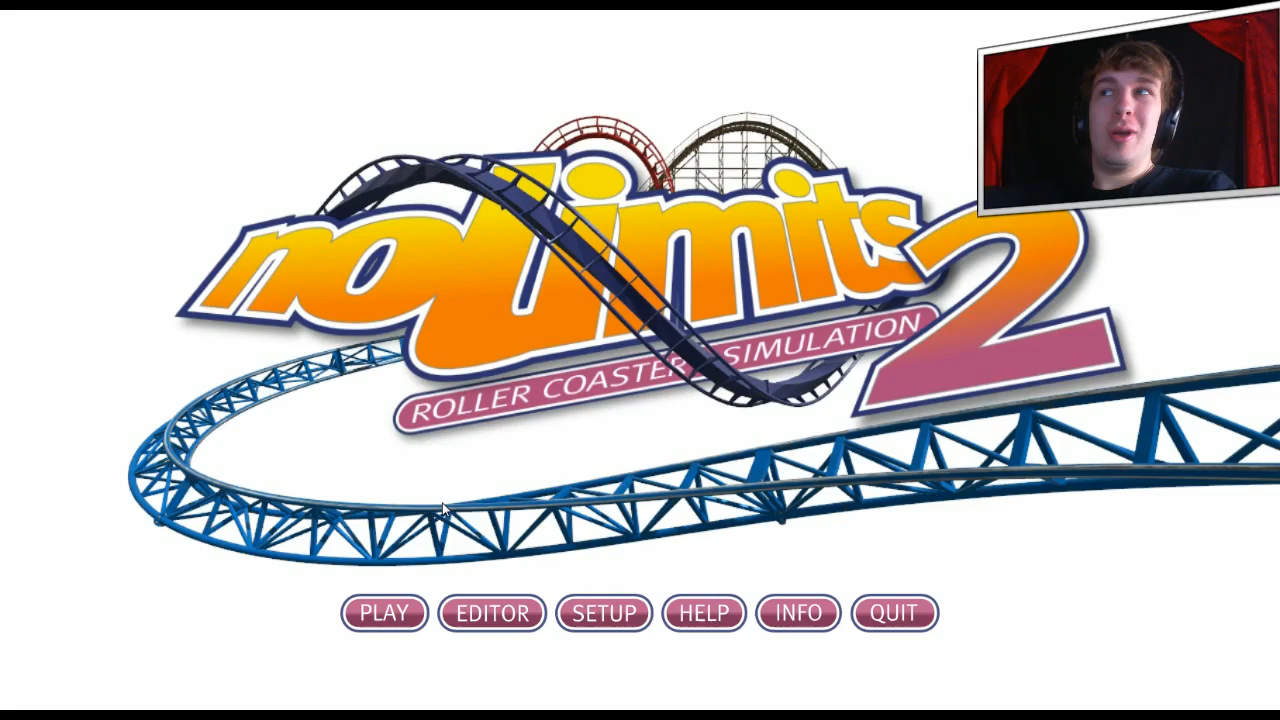 noLimits 2
ROLLER COASTER SIMULATION
PLAY EDITOR SETUP HELP INFO QUIT